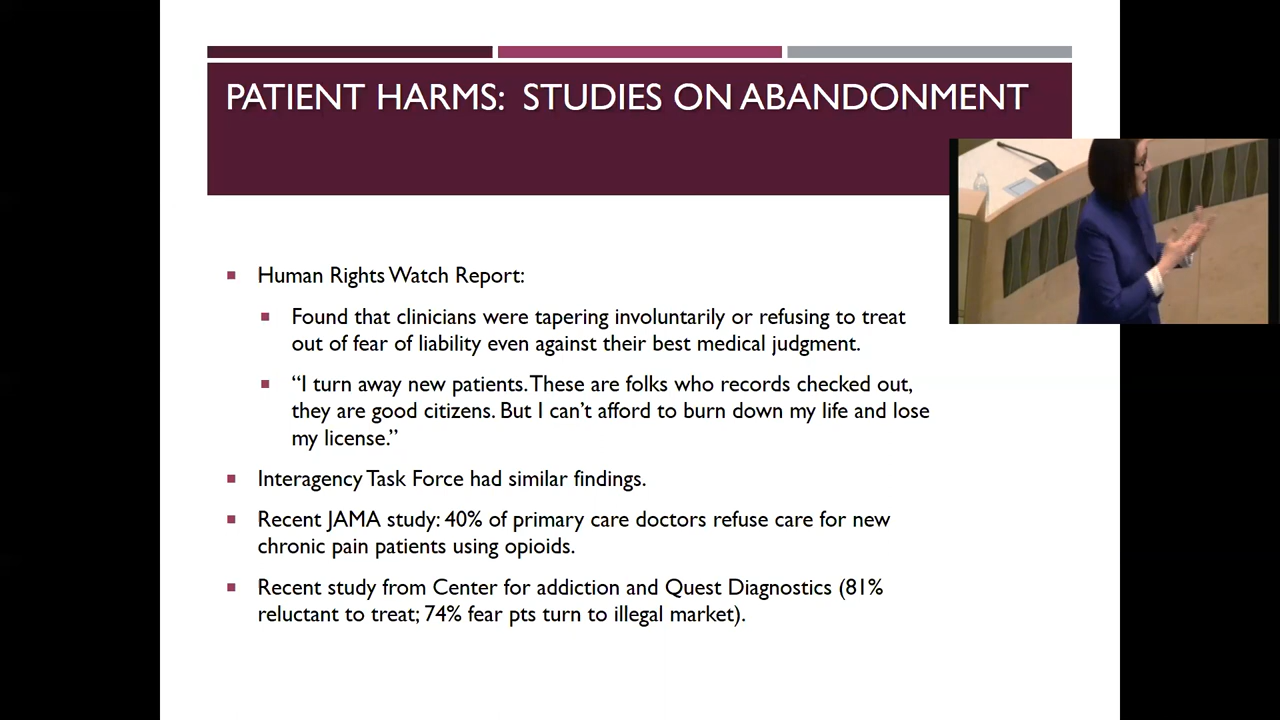 PATIENT HARMS: STUDIES ON ABANDONMENT
Human Rights Watch Report:
Found that clinicians were tapering involuntarily or refusing to treat
out of fear of liability even against their best medical judgment.
“I turn away new patients. These are folks who records checked out,
they are good citizens. But I can’t afford to burn down my life and lose
my license.”
Interagency Task Force had similar findings.
Recent JAMA study: 40% of primary care doctors refuse care for new
chronic pain patients using opioids.
Recent study from Center for addiction and Quest Diagnostics (81%
reluctant to treat; 74% fear pts turn to illegal market).